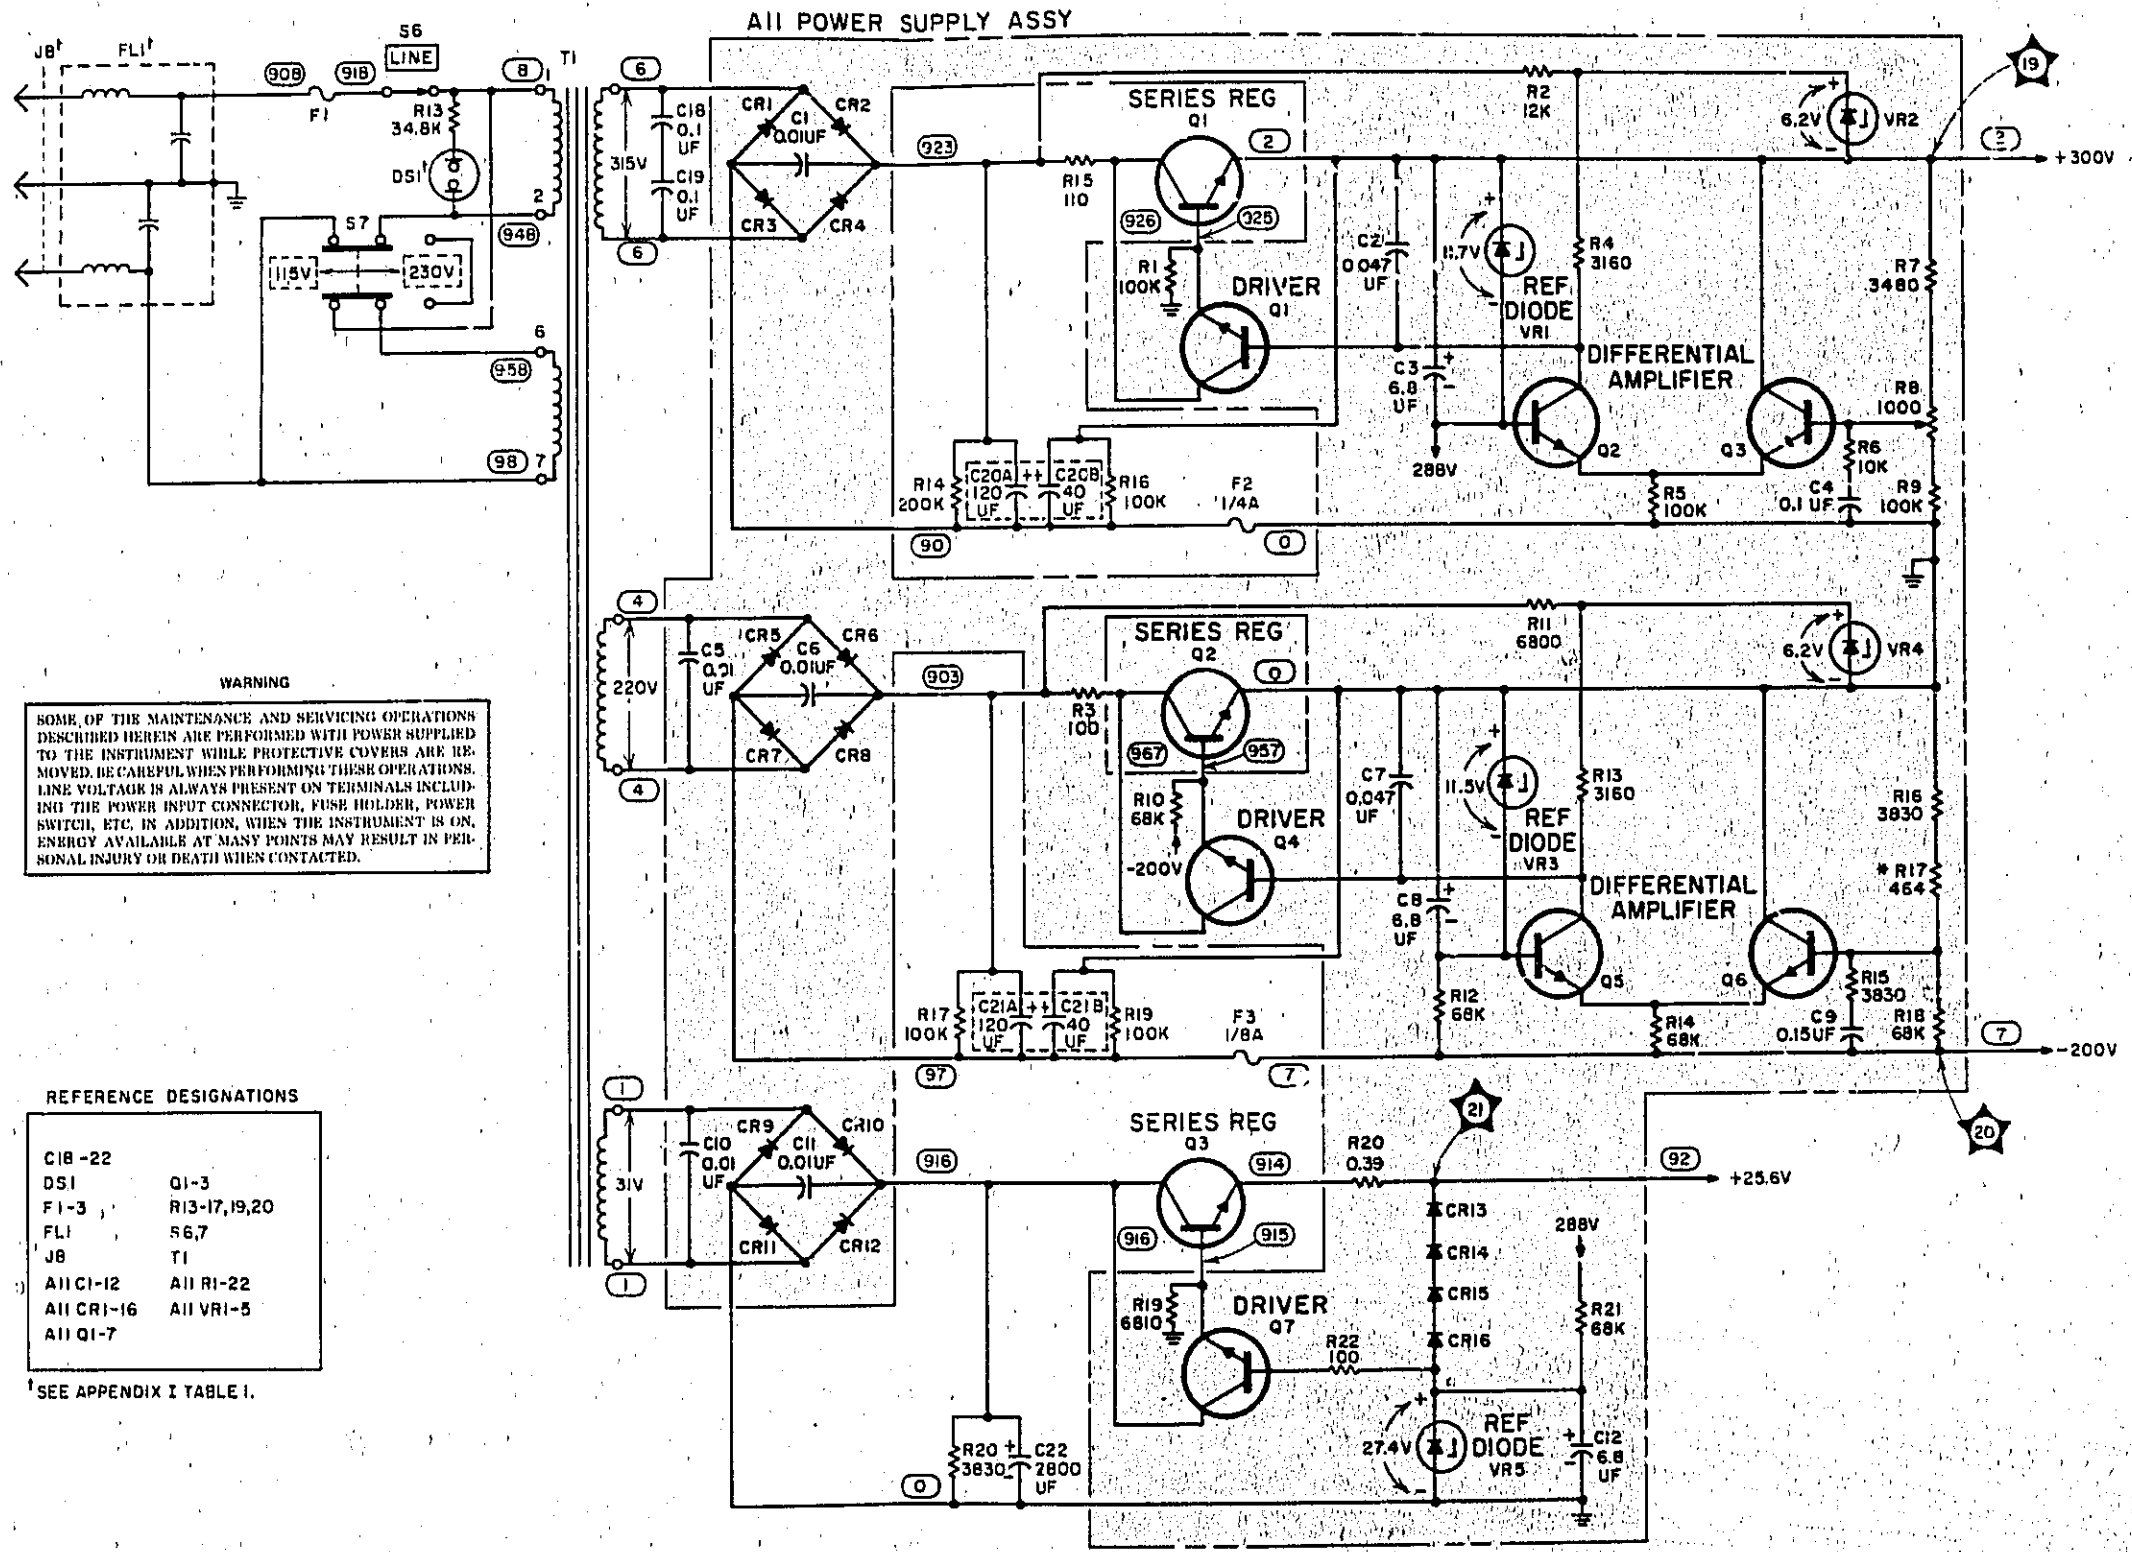 A11 POWER SUPPLY ASSY
J8†
FL1†
S6
LINE
908
918
F1
R13
34.8K
DS1†
8
T1
1
2
948
S7
115V
230V
6
958
98
7
6
315V
6
C18
0.1
UF
C19
0.1
UF
CR1
CR2
C1
0.01UF
CR3
CR4
923
SERIES REG
Q1
2
R15
110
926
925
R1
100K
DRIVER
Q1
R2
12K
6.2V
+
-
VR2
19
+300V
C2
0.047
UF
11.7V
+
-
REF
DIODE
VR1
R4
3160
R7
3480
DIFFERENTIAL
AMPLIFIER
C3
6.8
UF
+
-
288V
Q2
Q3
R8
1000
R6
10K
R5
100K
C4
0.1 UF
R9
100K
R14
200K
C20A
120
UF
++
C20B
40
UF
R16
100K
F2
1/4A
90
0
4
220V
4
C5
0.01
UF
CR5
CR6
C6
0.01UF
CR7
CR8
903
SERIES REG
Q2
0
R3
100
967
957
R10
68K
-200V
DRIVER
Q4
R11
6800
6.2V
+
-
VR4
C7
0.047
UF
11.5V
+
-
REF
DIODE
VR3
R13
3160
R16
3830
* R17
464
DIFFERENTIAL
AMPLIFIER
C8
6.8
UF
+
-
Q5
Q6
R12
68K
R14
68K
R15
3830
C9
0.15UF
R18
68K
7
-200V
20
R17
100K
C21A
120
UF
++
C21B
40
UF
R19
100K
F3
1/8A
97
7
1
31V
1
C10
0.01
UF
CR9
CR10
C11
0.01UF
CR11
CR12
916
SERIES REG
Q3
914
R20
0.39
21
92
+25.6V
916
915
R19
6810
DRIVER
Q7
R22
100
CR13
CR14
CR15
CR16
288V
R21
68K
27.4V
+
-
REF
DIODE
VR5
+
-
C12
6.8
UF
R20
3830
+
-
C22
2800
UF
0
WARNING
SOME OF THE MAINTENANCE AND SERVICING OPERATIONS
DESCRIBED HEREIN ARE PERFORMED WITH POWER SUPPLIED
TO THE INSTRUMENT WHILE PROTECTIVE COVERS ARE RE-
MOVED. BE CAREFUL WHEN PERFORMING THESE OPERATIONS.
LINE VOLTAGE IS ALWAYS PRESENT ON TERMINALS INCLUD-
ING THE POWER INPUT CONNECTOR, FUSE HOLDER, POWER
SWITCH, ETC. IN ADDITION, WHEN THE INSTRUMENT IS ON,
ENERGY AVAILABLE AT MANY POINTS MAY RESULT IN PER-
SONAL INJURY OR DEATH WHEN CONTACTED.
REFERENCE DESIGNATIONS
C18-22
DS1 Q1-3
F1-3 R13-17,19,20
FL1 S6,7
J8 T1
A11 C1-12 A11 R1-22
A11 CR1-16 A11 VR1-5
A11 Q1-7
†SEE APPENDIX I TABLE 1.